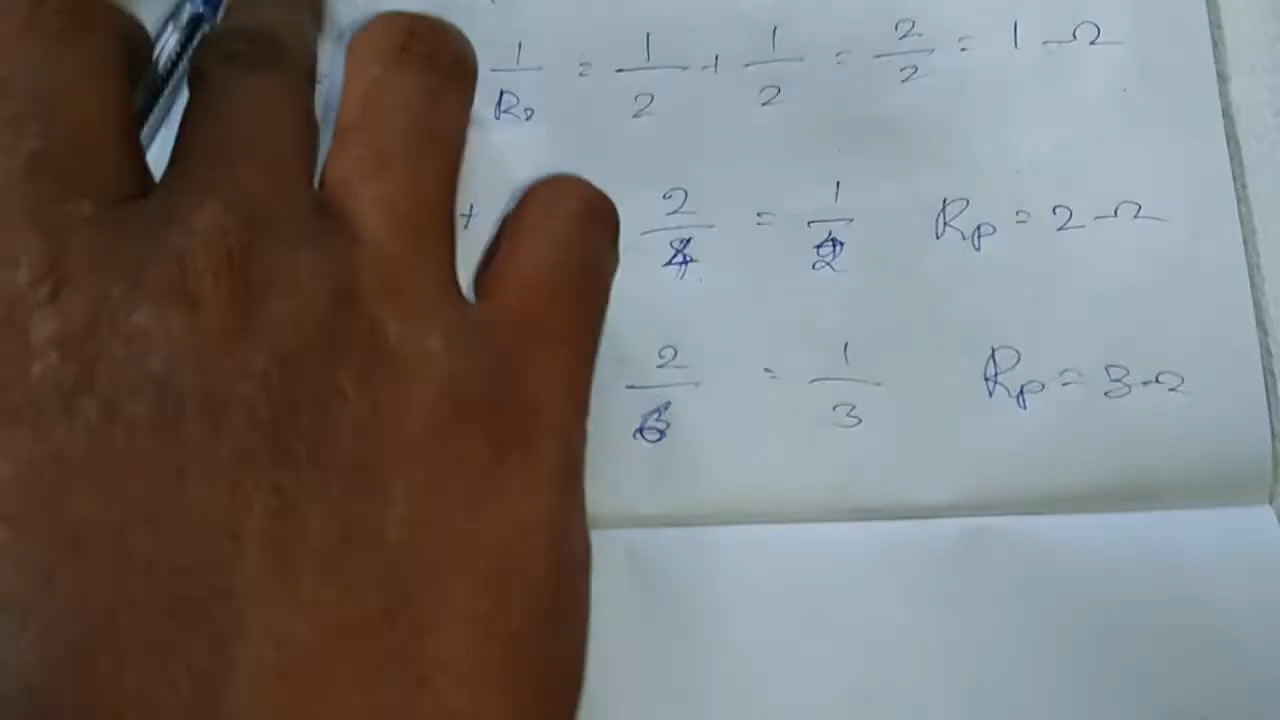 1/Rp = 1/2 + 1/2 = 2/2 = 1 Ω
+ 2/4 = 1/2 Rp = 2 Ω
2/6 = 1/3 Rp = 3 Ω